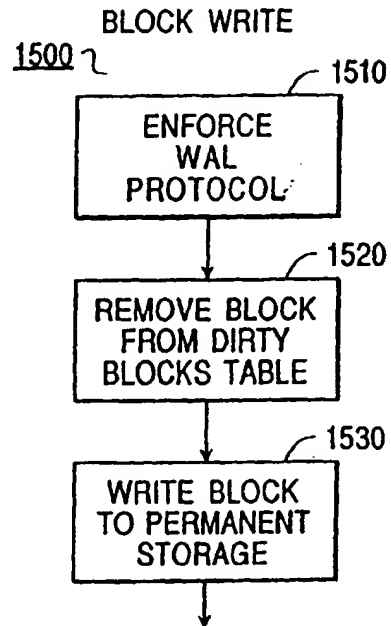 BLOCK WRITE
1500
1510
ENFORCE
WAL
PROTOCOL
1520
REMOVE BLOCK
FROM DIRTY
BLOCKS TABLE
1530
WRITE BLOCK
TO PERMANENT
STORAGE